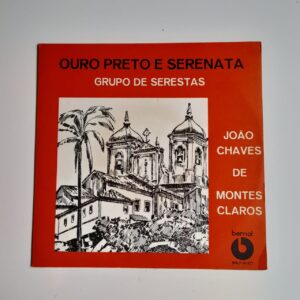 OURO PRETO E SERENATA
GRUPO DE SERESTAS
JOÃO
CHAVES
DE
MONTES
CLAROS
bemol